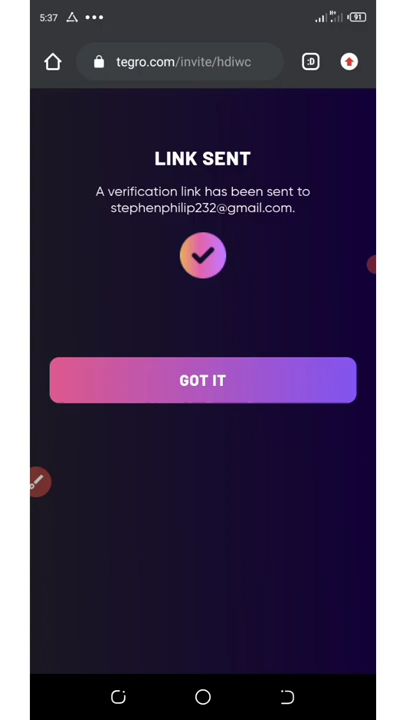 5:37
91
tegro.com/invite/hdiwc
:D
LINK SENT
A verification link has been sent to
stephenphilip232@gmail.com.
GOT IT